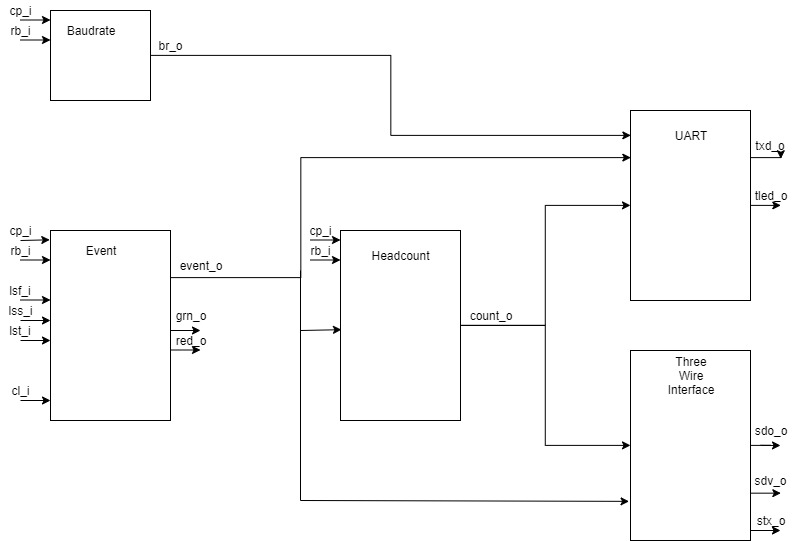 cp_i
rb_i
Baudrate
br_o
UART
txd_o
tled_o
cp_i
rb_i
lsf_i
lss_i
lst_i
cl_i
Event
event_o
grn_o
red_o
cp_i
rb_i
Headcount
count_o
Three
Wire
Interface
sdo_o
sdv_o
stx_o